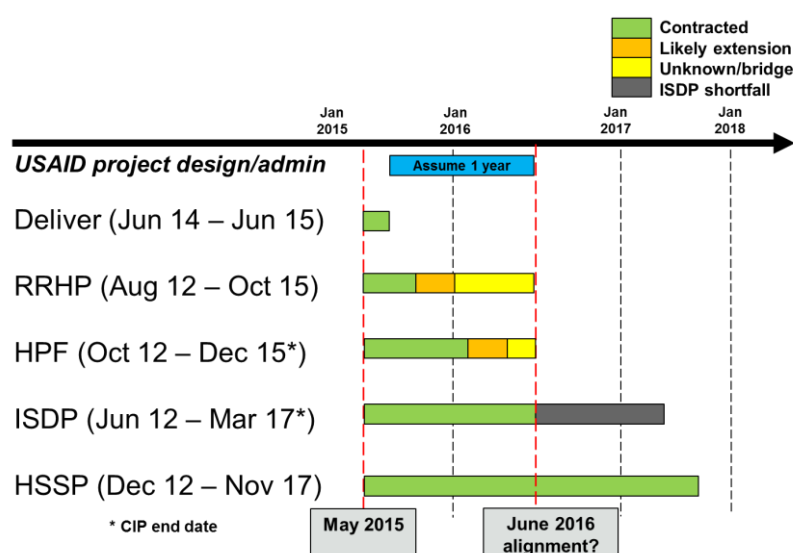 Contracted
Likely extension
Unknown/bridge
ISDP shortfall
Jan
2015
Jan
2016
Jan
2017
Jan
2018
USAID project design/admin
Assume 1 year
Deliver (Jun 14 – Jun 15)
RRHP (Aug 12 – Oct 15)
HPF (Oct 12 – Dec 15*)
ISDP (Jun 12 – Mar 17*)
HSSP (Dec 12 – Nov 17)
* CIP end date
May 2015
June 2016
alignment?